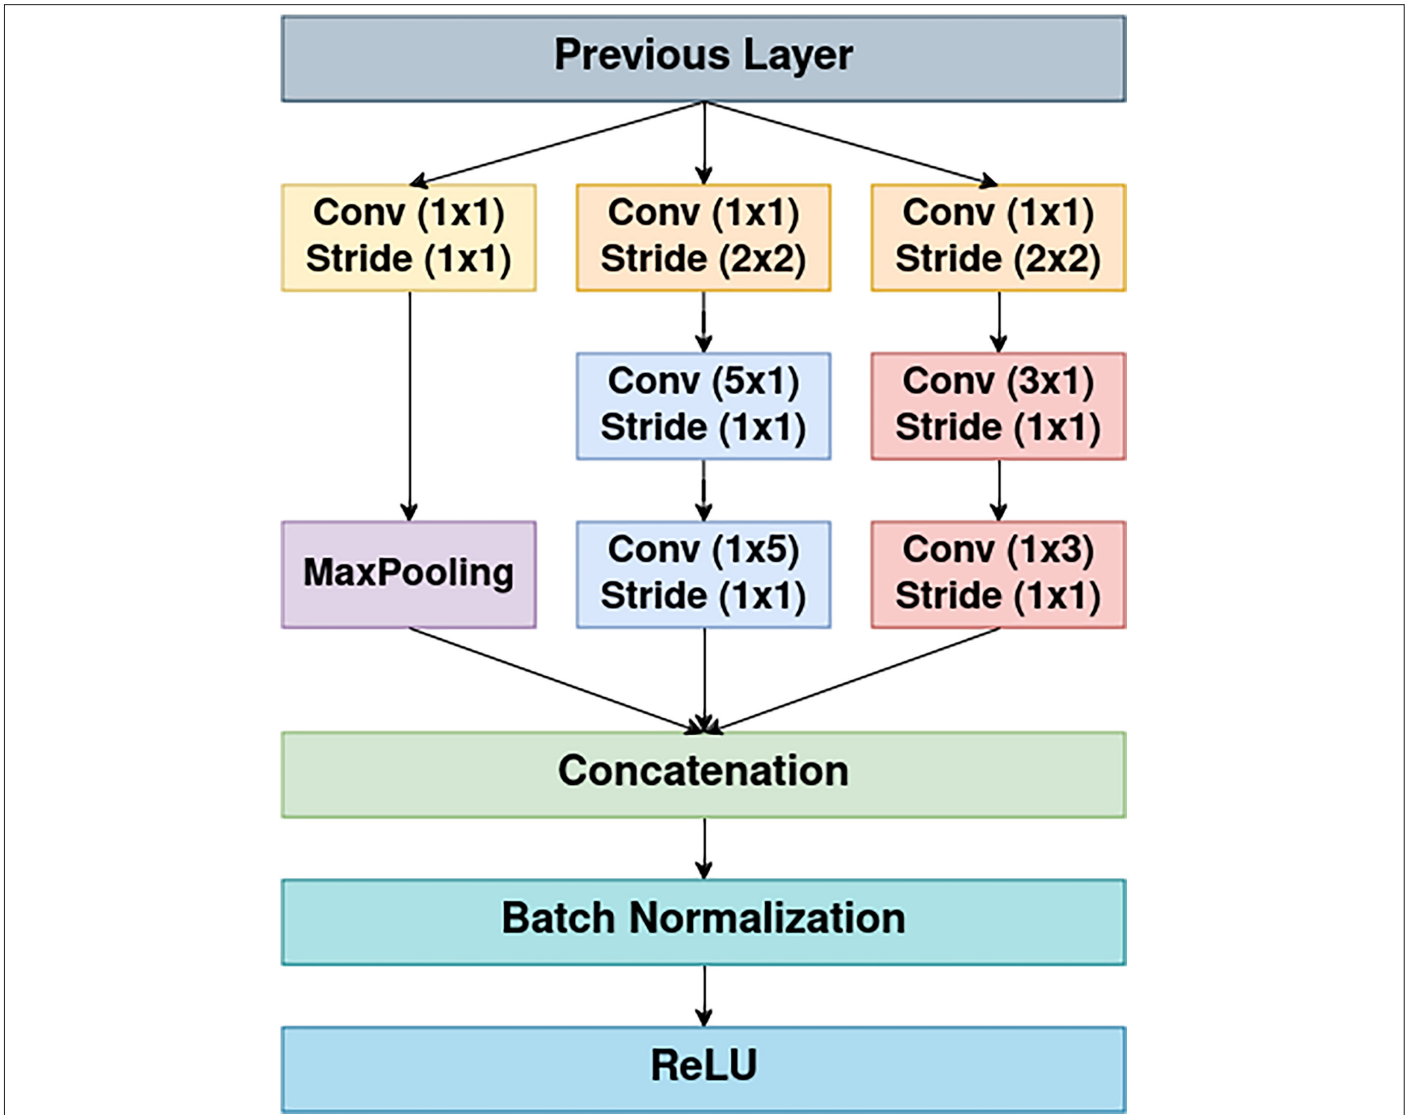 Previous Layer
Conv (1x1)
Stride (1x1)
Conv (1x1)
Stride (2x2)
Conv (1x1)
Stride (2x2)
Conv (5x1)
Stride (1x1)
Conv (3x1)
Stride (1x1)
MaxPooling
Conv (1x5)
Stride (1x1)
Conv (1x3)
Stride (1x1)
Concatenation
Batch Normalization
ReLU